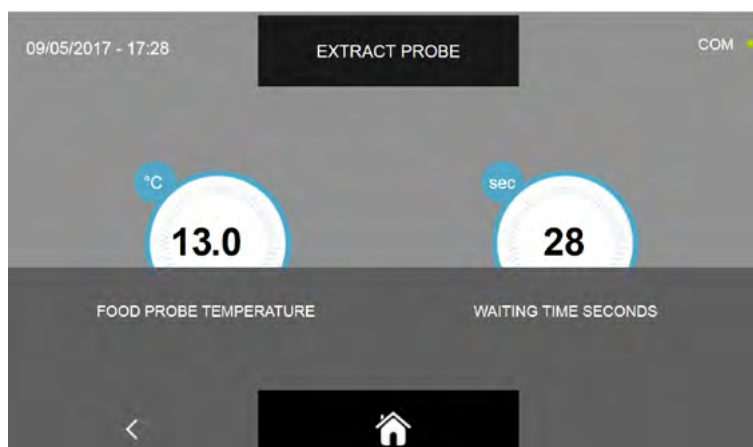 09/05/2017 - 17:28
EXTRACT PROBE
COM
°C
13.0
sec
28
FOOD PROBE TEMPERATURE
WAITING TIME SECONDS